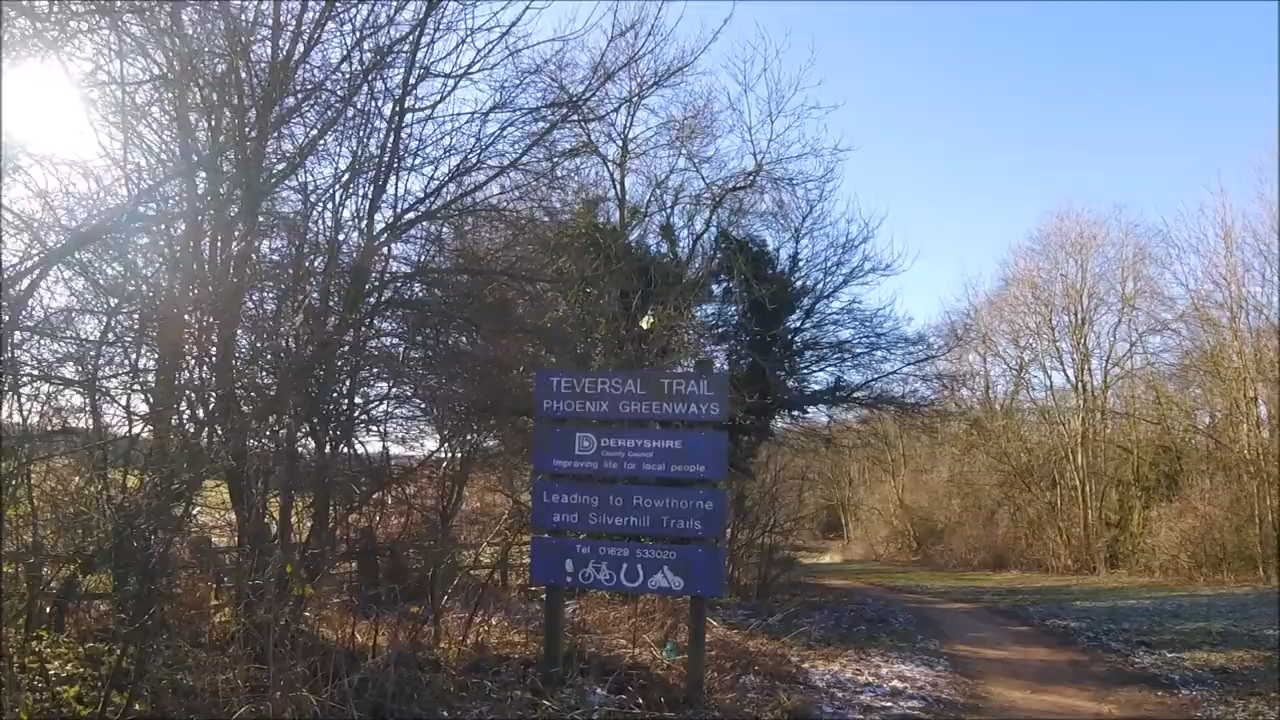 TEVERSAL TRAIL
PHOENIX GREENWAYS
DERBYSHIRE
County Council
Improving life for local people
Leading to Rowthorne
and Silverhill Trails
Tel 01629 533020